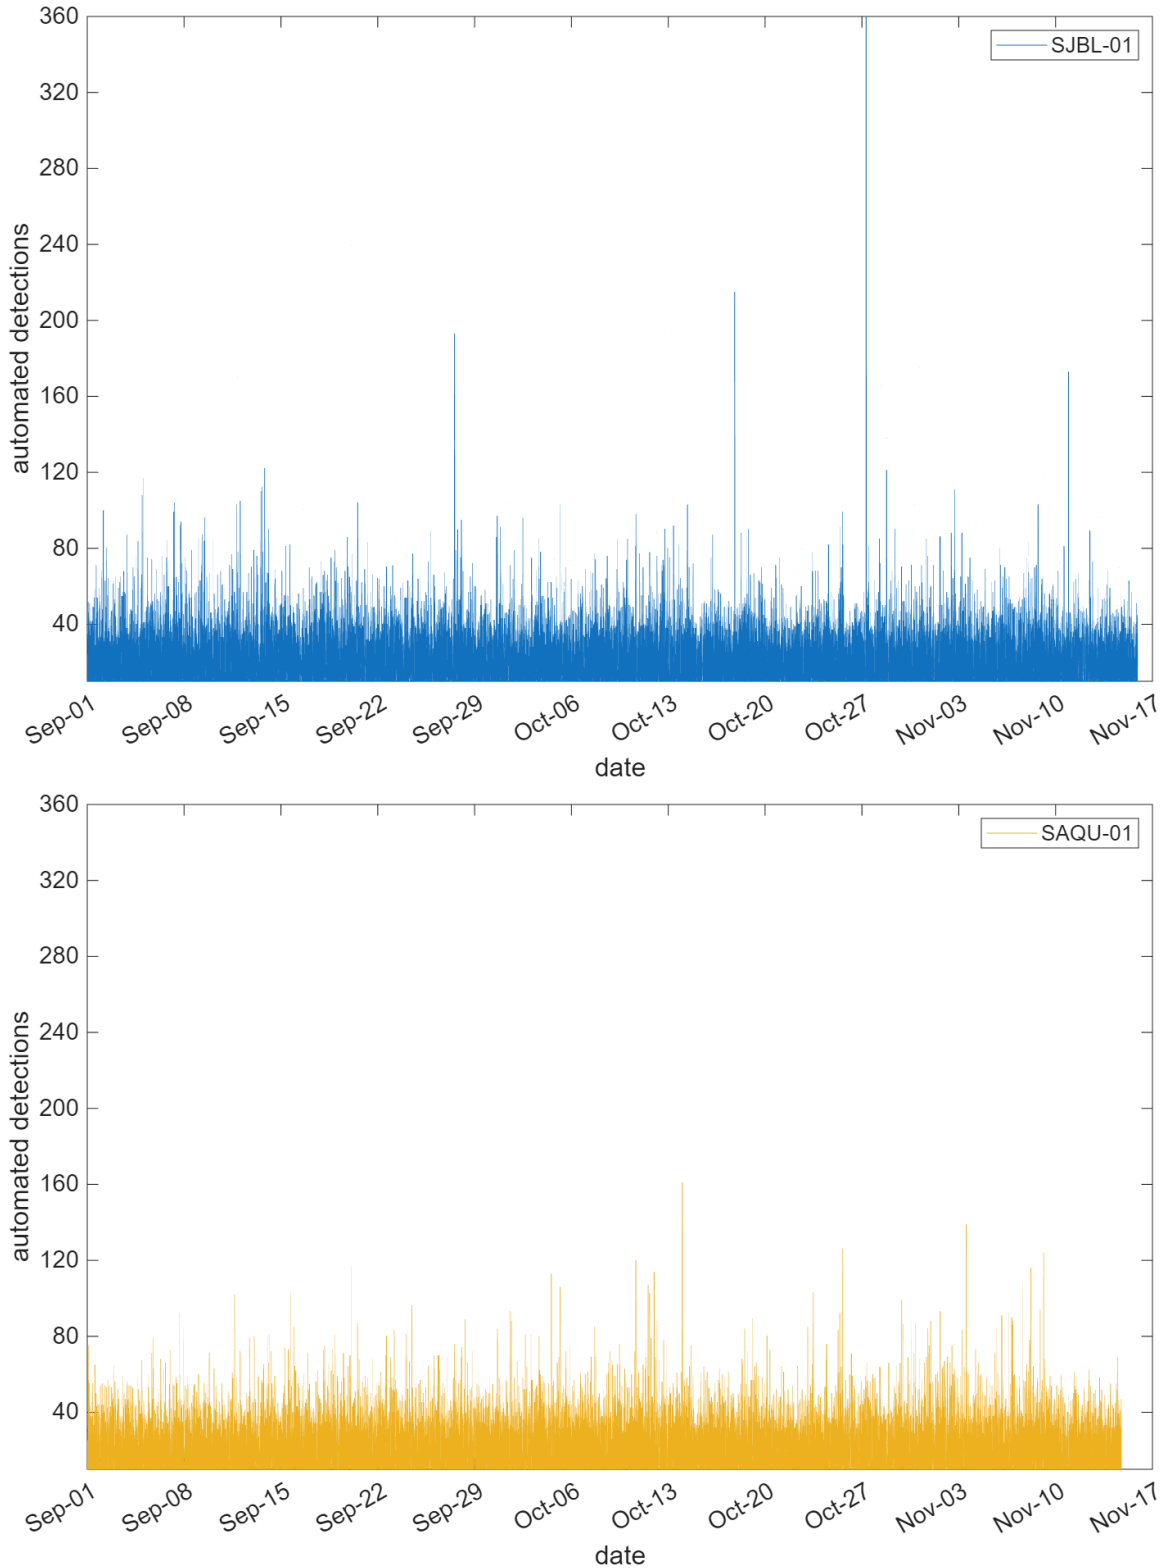 360
320
280
240
200
160
120
80
40
automated detections
SJBL-01
Sep-01
Sep-08
Sep-15
Sep-22
Sep-29
Oct-06
Oct-13
Oct-20
Oct-27
Nov-03
Nov-10
Nov-17
date
360
320
280
240
200
160
120
80
40
automated detections
SAQU-01
Sep-01
Sep-08
Sep-15
Sep-22
Sep-29
Oct-06
Oct-13
Oct-20
Oct-27
Nov-03
Nov-10
Nov-17
date